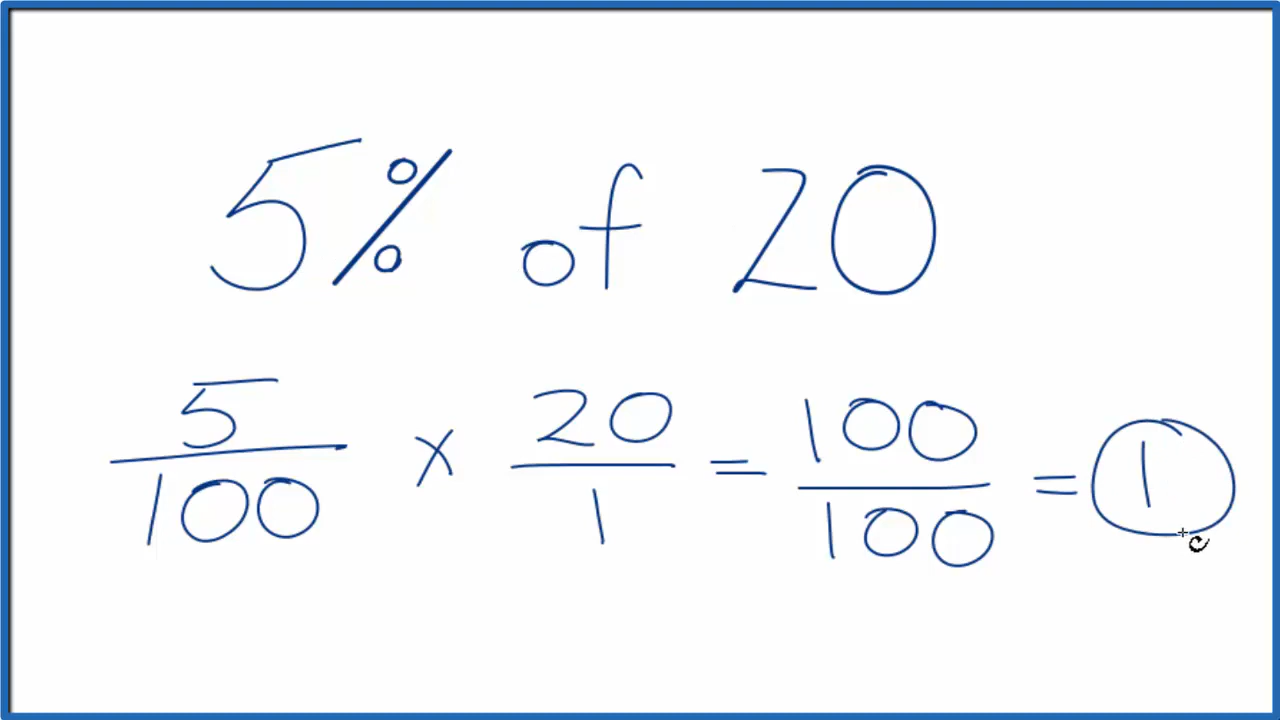 5% of 20
5/100 x 20/1 = 100/100 = 1